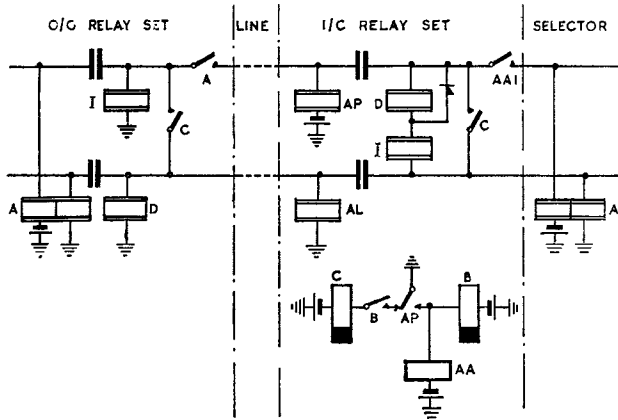 O/G RELAY SET LINE I/C RELAY SET SELECTOR
A AA1
I AP D
C I C
A D AL A
C B
B AP
AA